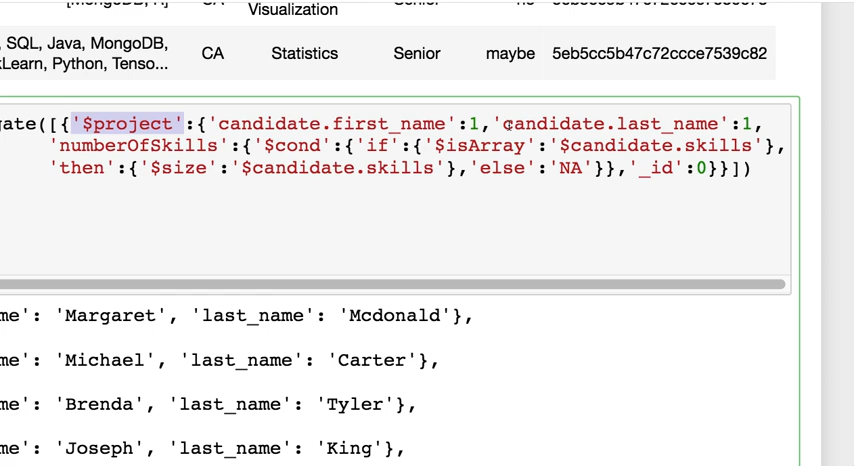 Visualization
, SQL, Java, MongoDB, CA Statistics Senior maybe 5eb5cc5b47c72ccce7539c82
kLearn, Python, Tenso...
gate([{'$project':{'candidate.first_name':1,'candidate.last_name':1,
'numberOfSkills':{'$cond':{'if':{'$isArray':'$candidate.skills'},
'then':{'$size':'$candidate.skills'},'else':'NA'}},'_id':0}}])
me': 'Margaret', 'last_name': 'Mcdonald'},
me': 'Michael', 'last_name': 'Carter'},
me': 'Brenda', 'last_name': 'Tyler'},
me': 'Joseph', 'last_name': 'King'},